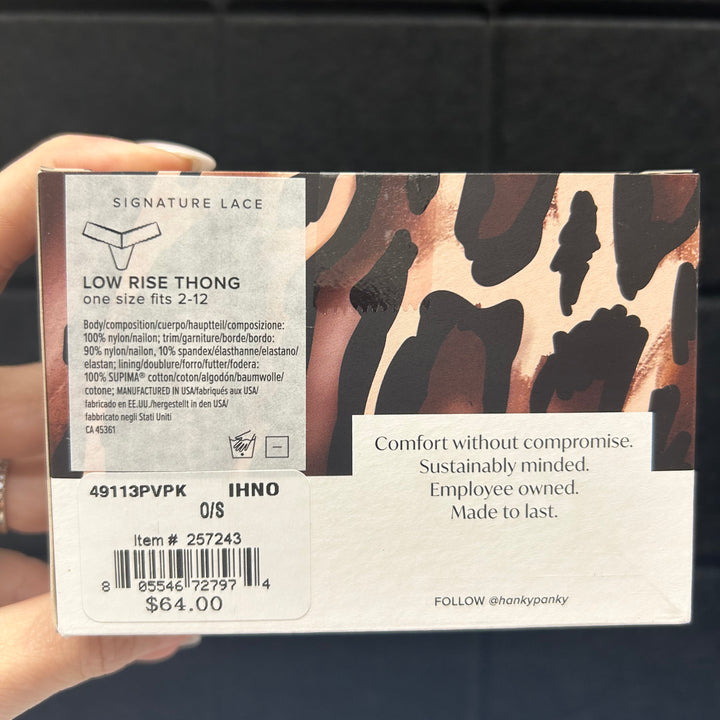 SIGNATURE LACE
LOW RISE THONG
one size fits 2-12
Body/composition/cuerpo/hauptteil/composizione:
100% nylon/nailon; trim/garniture/borde/bordo:
90% nylon/nailon, 10% spandex/élasthanne/elastano/
elastan; lining/doublure/forro/futter/fodera:
100% SUPIMA® cotton/coton/algodón/baumwolle/
cotone; MANUFACTURED IN USA/fabriqués aux USA/
fabricado en EE.UU./hergestellt in den USA/
fabbricato negli Stati Uniti
CA 45361
49113PVPK IHNO
O/S
Item # 257243
8 05546 72797 4
$64.00
Comfort without compromise.
Sustainably minded.
Employee owned.
Made to last.
FOLLOW @hankypanky